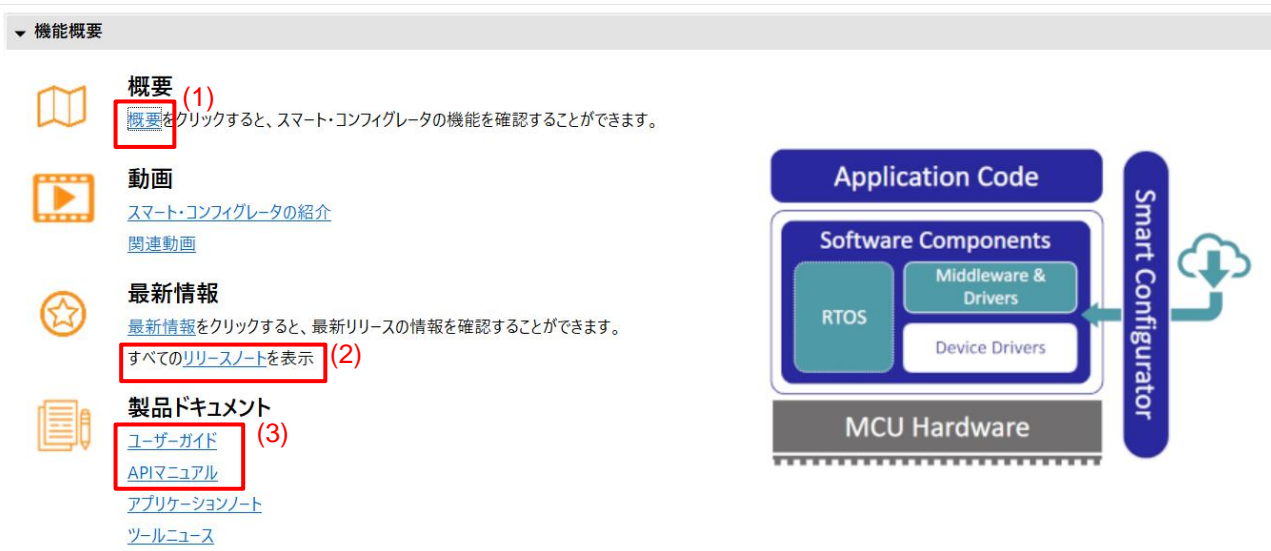 機能概要
概要
(1)
概要をクリックすると、スマート・コンフィグレータの機能を確認することができます。
動画
スマート・コンフィグレータの紹介
関連動画
最新情報
最新情報をクリックすると、最新リリースの情報を確認することができます。
すべてのリリースノートを表示
(2)
製品ドキュメント
ユーザーガイド
(3)
APIマニュアル
アプリケーションノート
ツールニュース
Application Code
Software Components
RTOS
Middleware &
Drivers
Device Drivers
MCU Hardware
Smart Configurator